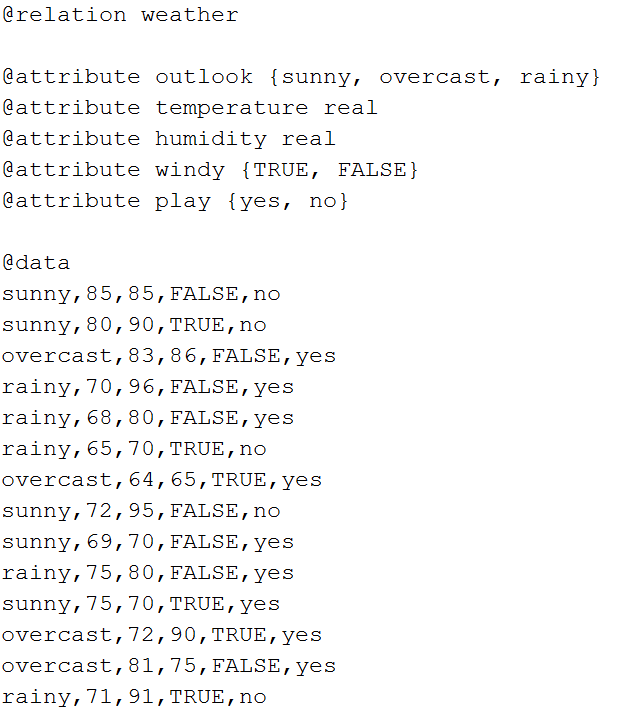 @relation weather
@attribute outlook {sunny, overcast, rainy}
@attribute temperature real
@attribute humidity real
@attribute windy {TRUE, FALSE}
@attribute play {yes, no}
@data
sunny,85,85,FALSE,no
sunny,80,90,TRUE,no
overcast,83,86,FALSE,yes
rainy,70,96,FALSE,yes
rainy,68,80,FALSE,yes
rainy,65,70,TRUE,no
overcast,64,65,TRUE,yes
sunny,72,95,FALSE,no
sunny,69,70,FALSE,yes
rainy,75,80,FALSE,yes
sunny,75,70,TRUE,yes
overcast,72,90,TRUE,yes
overcast,81,75,FALSE,yes
rainy,71,91,TRUE,no